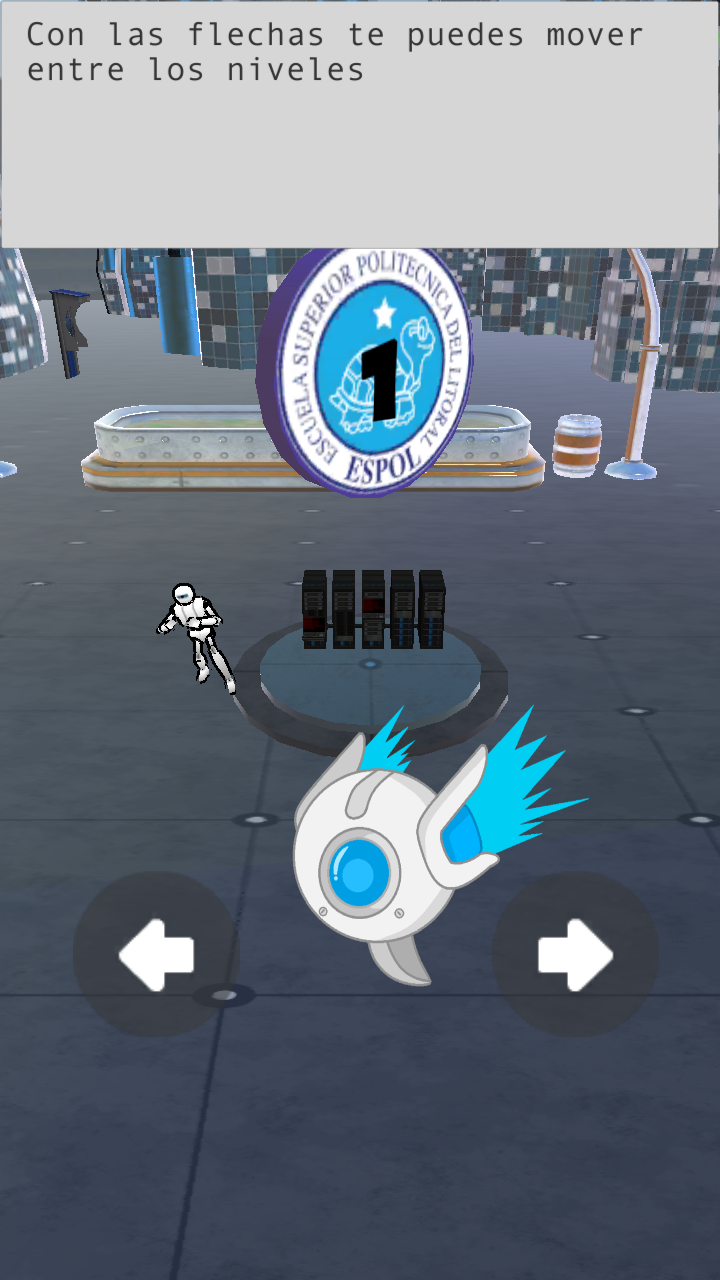 Con las flechas te puedes mover
entre los niveles
ESCUELA SUPERIOR POLITECNICA DEL LITORAL
1
ESPOL